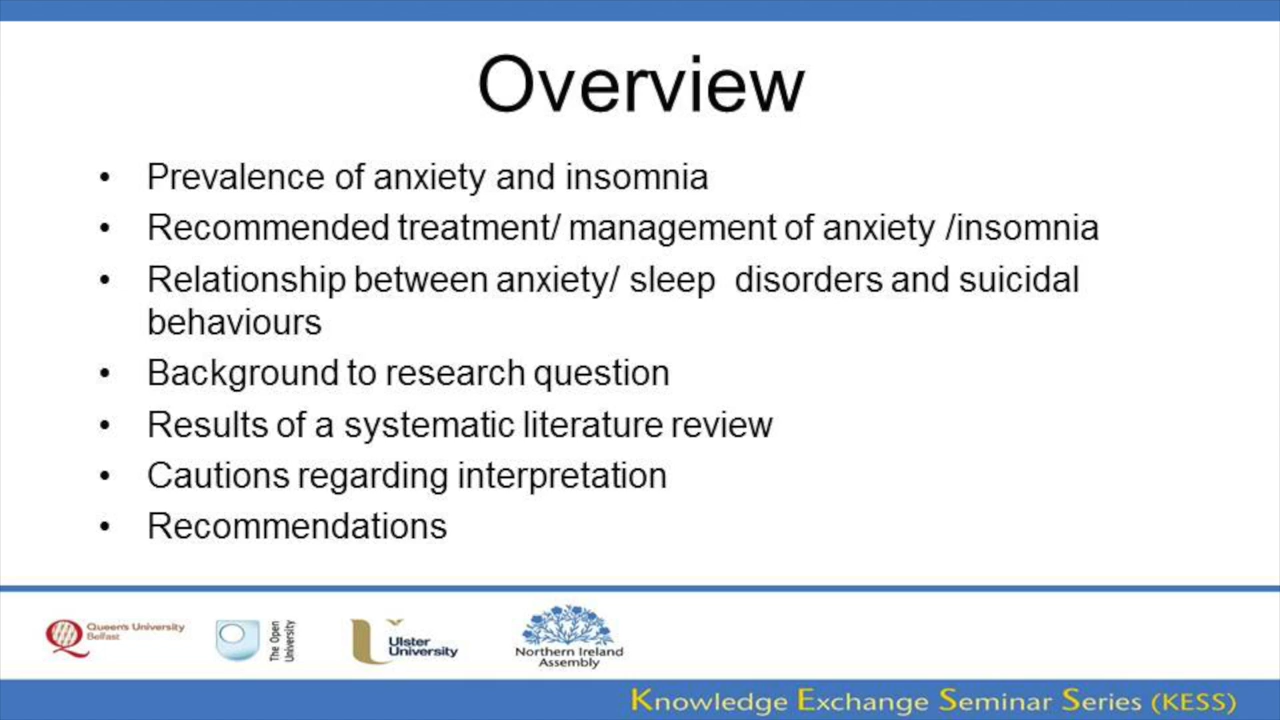 Overview
• Prevalence of anxiety and insomnia
• Recommended treatment/ management of anxiety /insomnia
• Relationship between anxiety/ sleep  disorders and suicidal
behaviours
• Background to research question
• Results of a systematic literature review
• Cautions regarding interpretation
• Recommendations
Queen's University
Belfast
The Open
University
Ulster
University
Northern Ireland
Assembly
Knowledge Exchange Seminar Series (KESS)